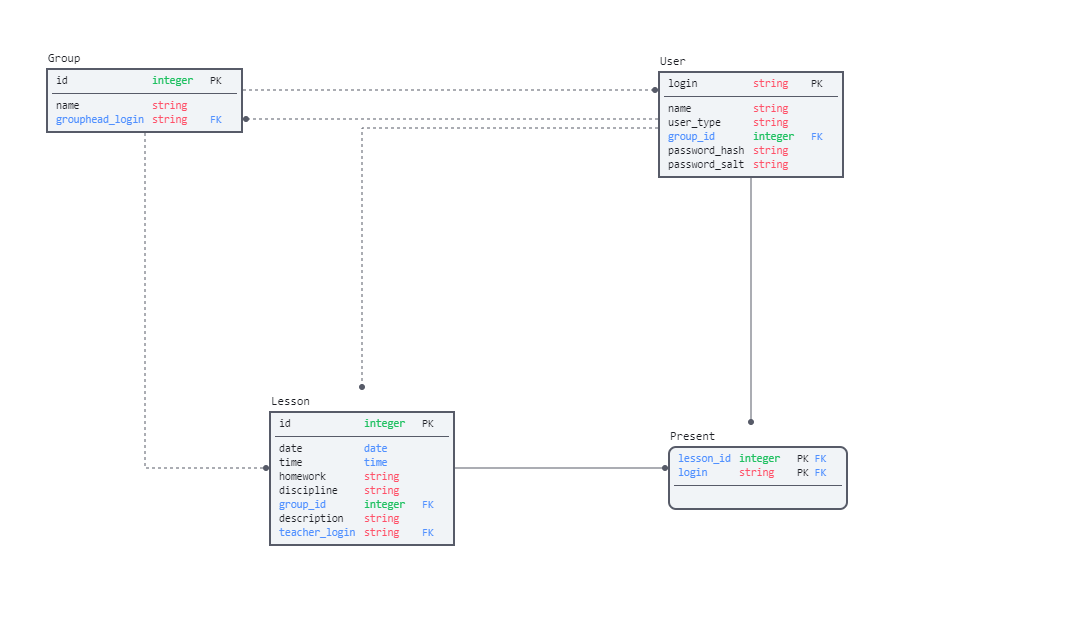 Group
id integer PK
name string
grouphead_login string FK
User
login string PK
name string
user_type string
group_id integer FK
password_hash string
password_salt string
Lesson
id integer PK
date date
time time
homework string
discipline string
group_id integer FK
description string
teacher_login string FK
Present
lesson_id integer PK FK
login string PK FK